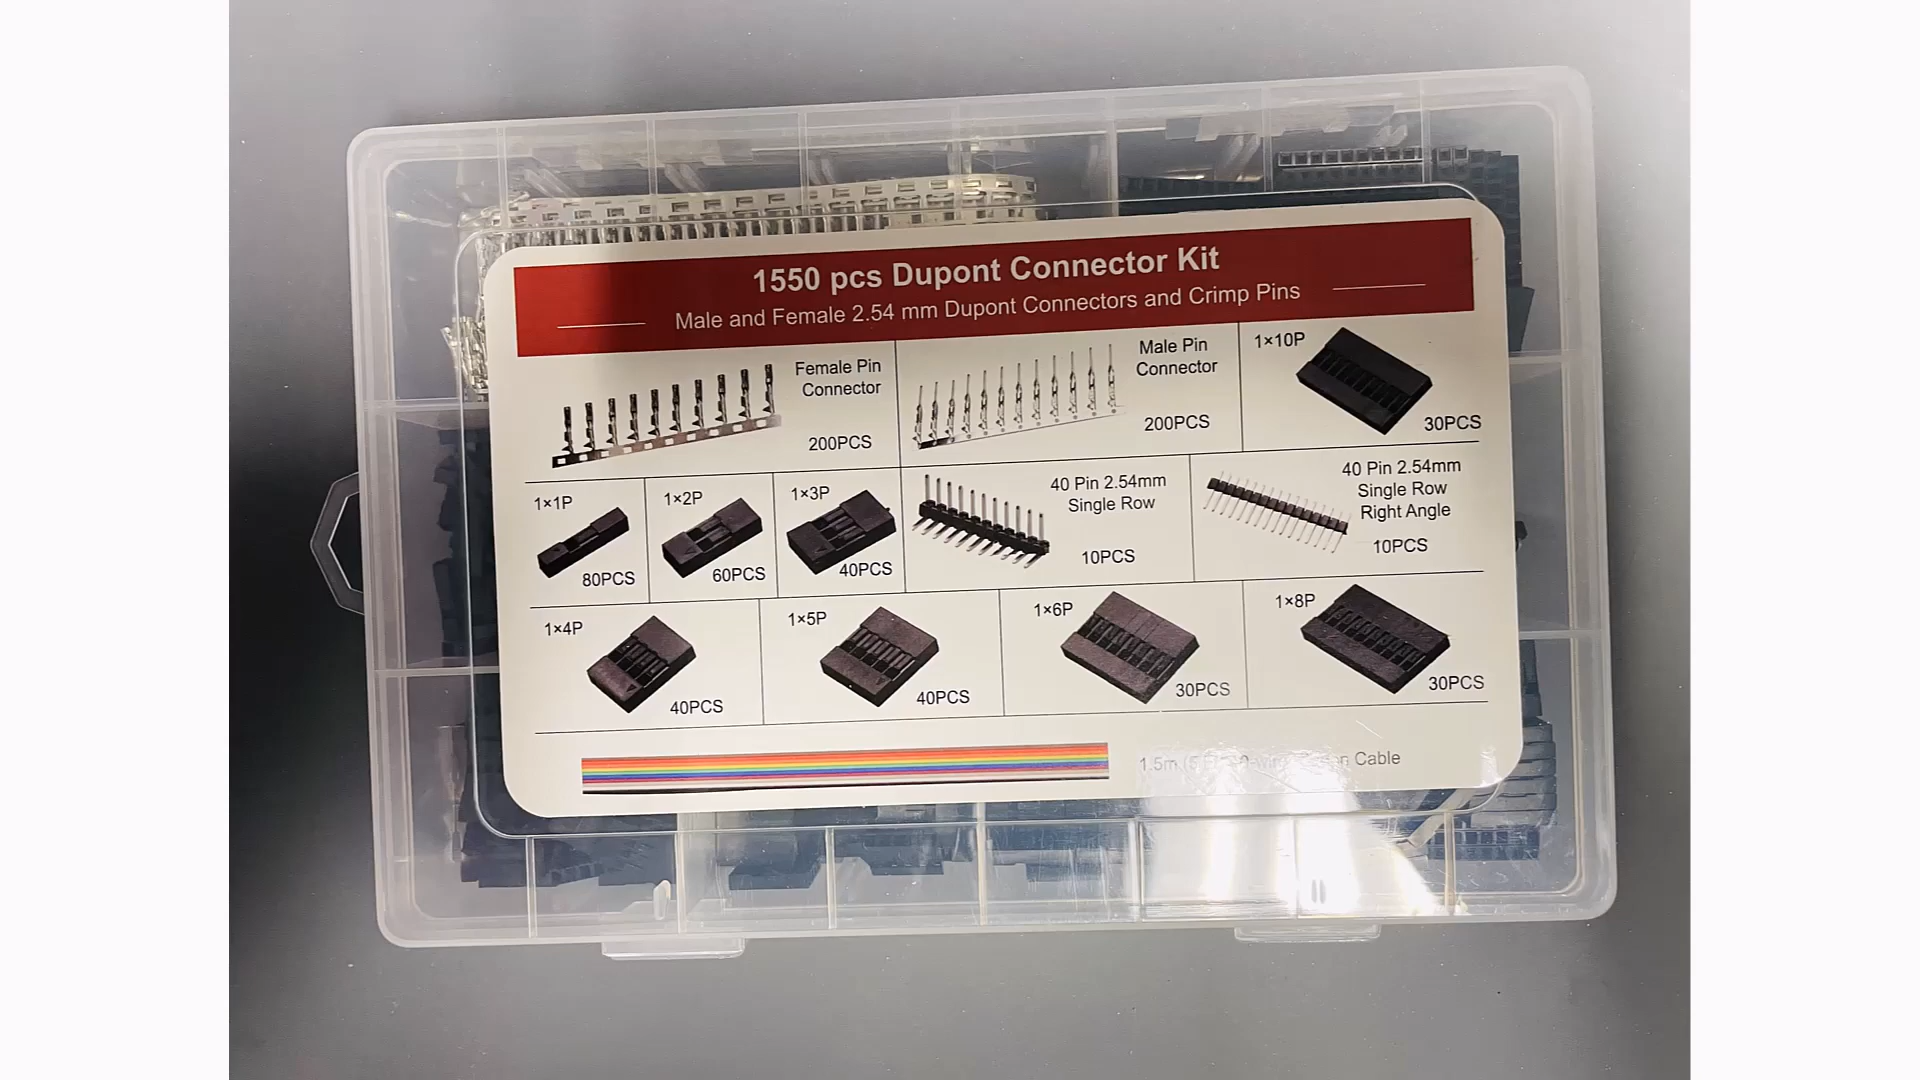 1550 pcs Dupont Connector Kit
Male and Female 2.54 mm Dupont Connectors and Crimp Pins
Female Pin
Connector
200PCS
Male Pin
Connector
200PCS
1×10P
30PCS
1×1P
80PCS
1×2P
60PCS
1×3P
40PCS
40 Pin 2.54mm
Single Row
10PCS
40 Pin 2.54mm
Single Row
Right Angle
10PCS
1×4P
40PCS
1×5P
40PCS
1×6P
30PCS
1×8P
30PCS
1.5m Cable